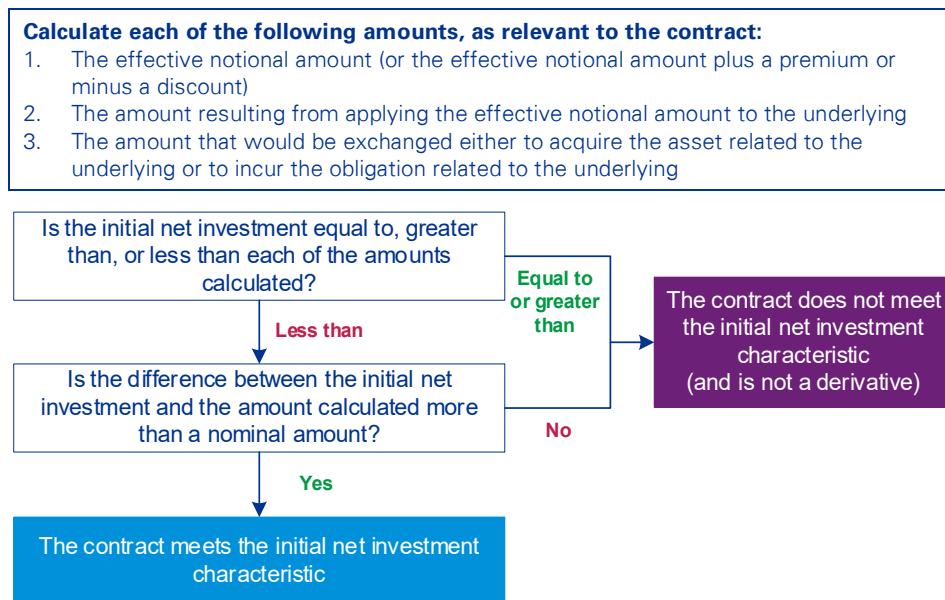 Calculate each of the following amounts, as relevant to the contract:
1. The effective notional amount (or the effective notional amount plus a premium or
minus a discount)
2. The amount resulting from applying the effective notional amount to the underlying
3. The amount that would be exchanged either to acquire the asset related to the
underlying or to incur the obligation related to the underlying
Is the initial net investment equal to, greater
than, or less than each of the amounts
calculated?
Equal to
or greater
than
The contract does not meet
the initial net investment
characteristic
(and is not a derivative)
Less than
Is the difference between the initial net
investment and the amount calculated more
than a nominal amount?
No
Yes
The contract meets the initial net investment
characteristic